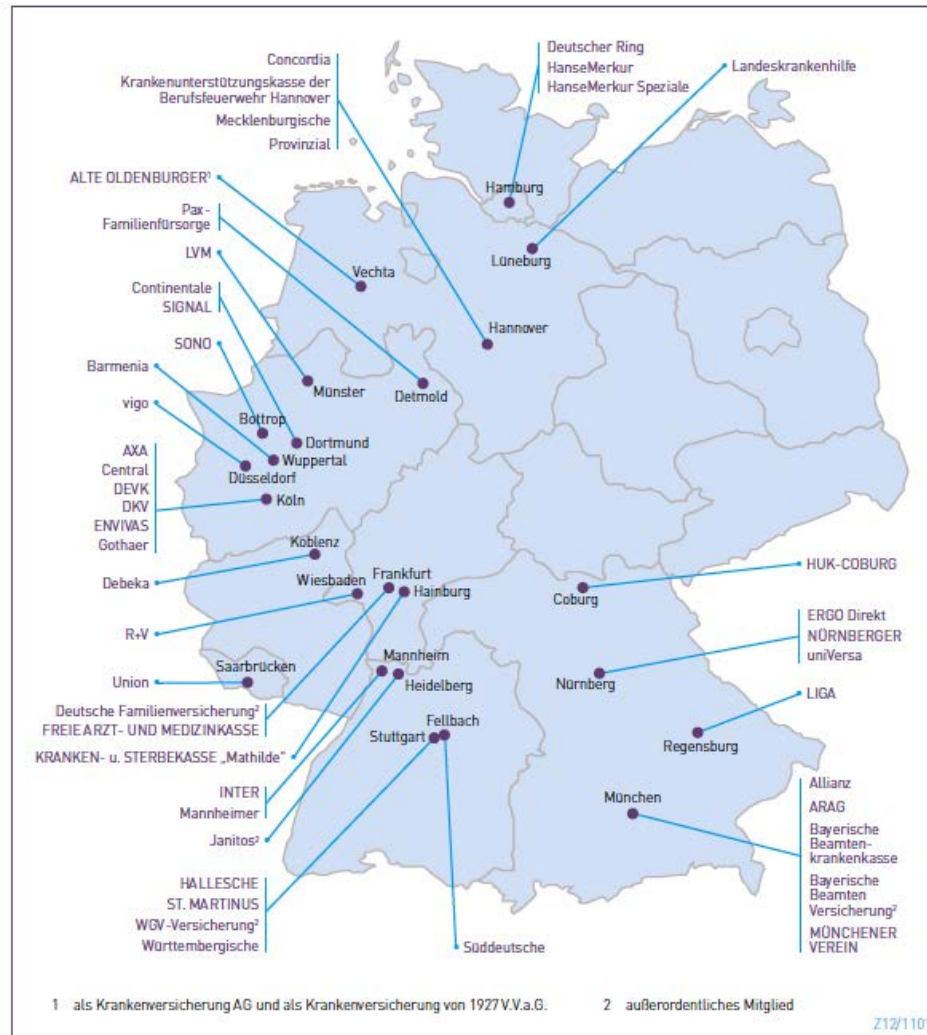 Concordia
Krankenunterstützungskasse der
Berufsfeuerwehr Hannover
Mecklenburgische
Provinzial
Deutscher Ring
HanseMerkur
HanseMerkur Speziale
Landeskrankenhilfe
ALTE OLDENBURGER¹
Pax-
Familienfürsorge
LVM
Continentale
SIGNAL
SONO
Barmenia
vigo
AXA
Central
DEVK
DKV
ENVIVAS
Gothaer
Debeka
R+V
Union
Deutsche Familienversicherung²
FREIE ARZT- UND MEDIZINKASSE
KRANKEN- u. STERBEKASSE „Mathilde"
INTER
Mannheimer
Janitos²
HALLESCHE
ST. MARTINUS
WGV-Versicherung²
Württembergische
Süddeutsche
Hamburg
Lüneburg
Vechta
Hannover
Münster
Detmold
Bottrop
Dortmund
Wuppertal
Düsseldorf
Köln
Koblenz
Wiesbaden
Frankfurt
Hainburg
Coburg
Saarbrücken
Mannheim
Heidelberg
Nürnberg
Fellbach
Stuttgart
Regensburg
München
HUK-COBURG
ERGO Direkt
NÜRNBERGER
uniVersa
LIGA
Allianz
ARAG
Bayerische
Beamten-
krankenkasse
Bayerische
Beamten
Versicherung²
MÜNCHENER
VEREIN
1 als Krankenversicherung AG und als Krankenversicherung von 1927 V.V.a.G. 2 außerordentliches Mitglied